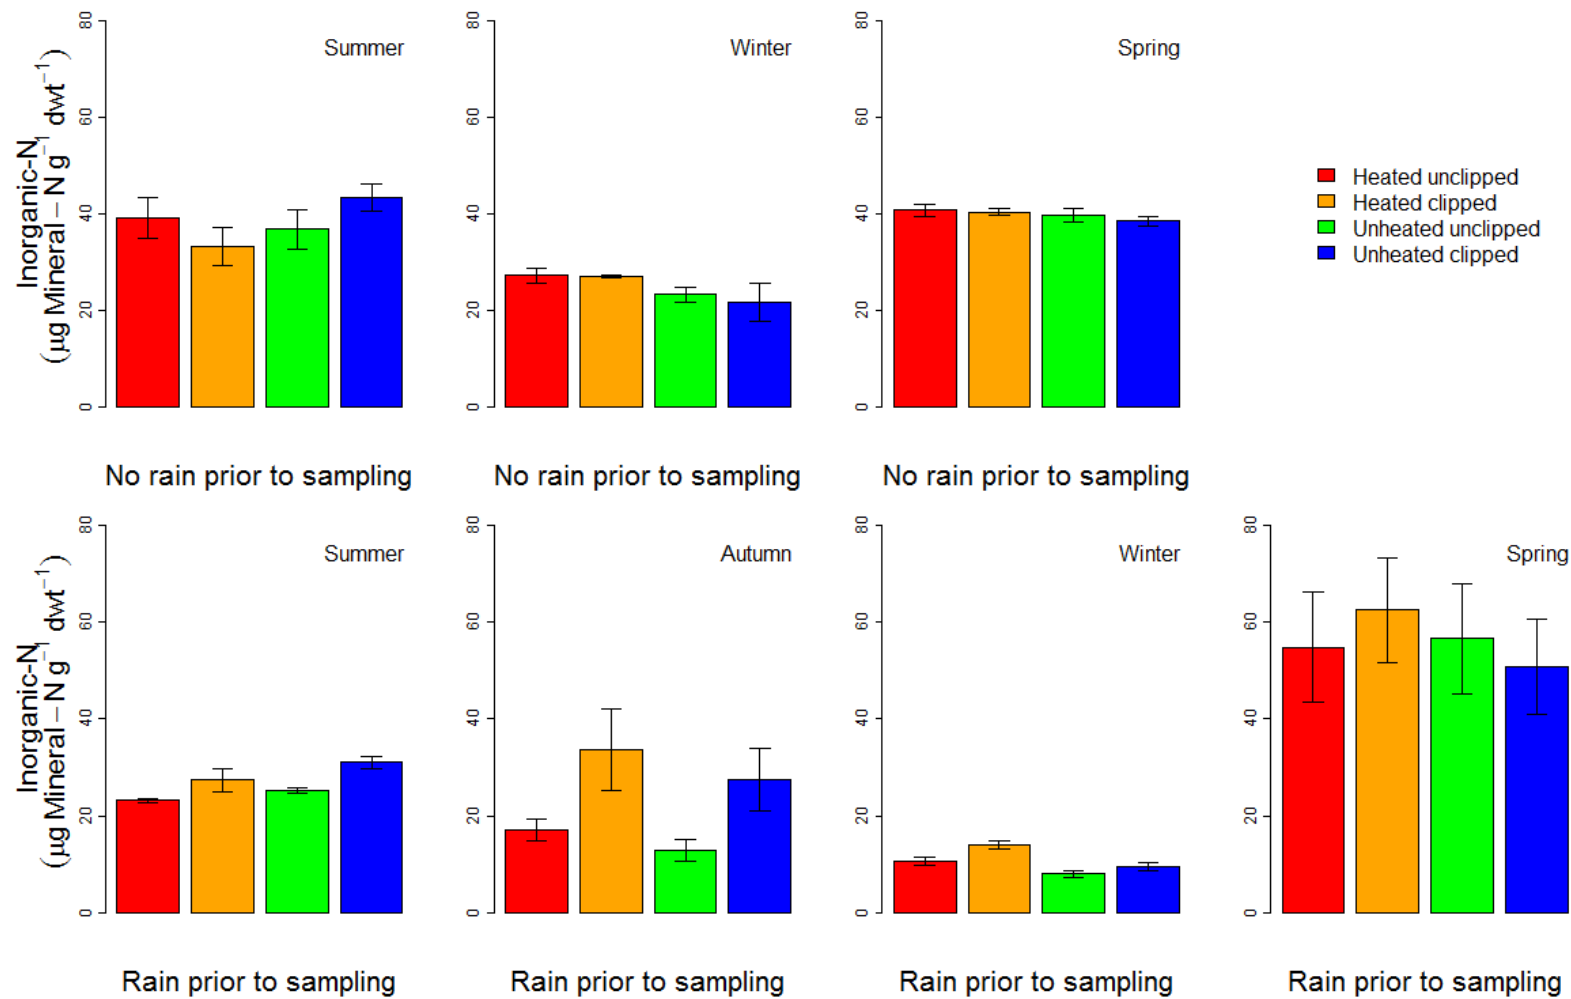 Inorganic-N
(μg Mineral – N g⁻¹ dwt⁻¹)
0 20 40 60 80
Summer
No rain prior to sampling
0 20 40 60 80
Winter
No rain prior to sampling
0 20 40 60 80
Spring
No rain prior to sampling
Heated unclipped
Heated clipped
Unheated unclipped
Unheated clipped
Inorganic-N
(μg Mineral – N g⁻¹ dwt⁻¹)
0 20 40 60 80
Summer
Rain prior to sampling
0 20 40 60 80
Autumn
Rain prior to sampling
0 20 40 60 80
Winter
Rain prior to sampling
0 20 40 60 80
Spring
Rain prior to sampling